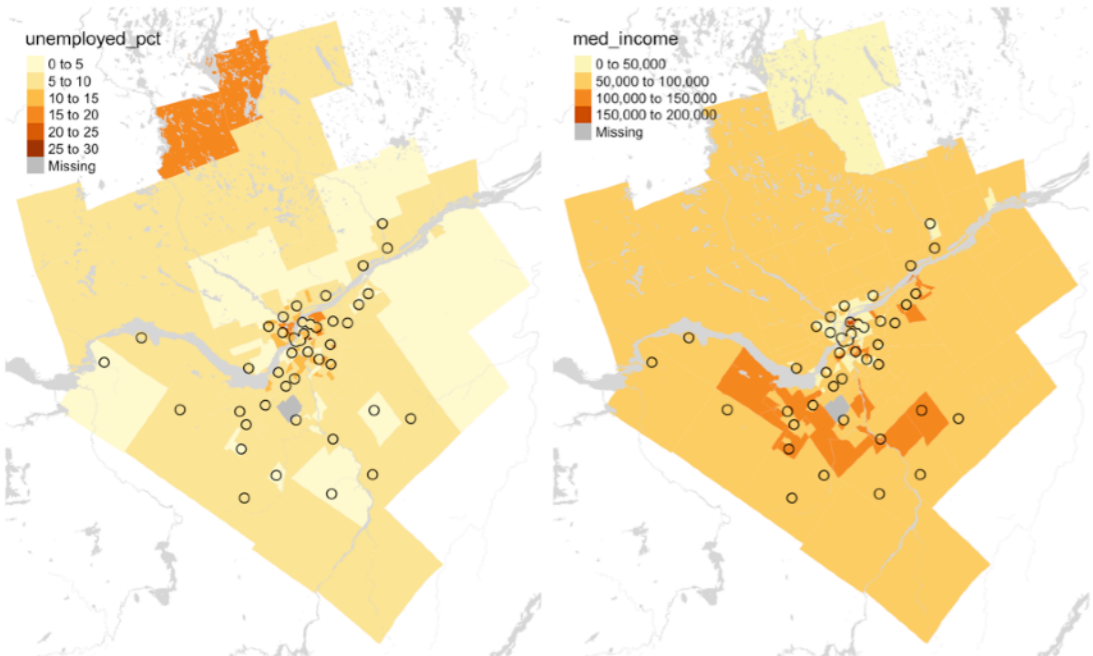 unemployed_pct
0 to 5
5 to 10
10 to 15
15 to 20
20 to 25
25 to 30
Missing
med_income
0 to 50,000
50,000 to 100,000
100,000 to 150,000
150,000 to 200,000
Missing